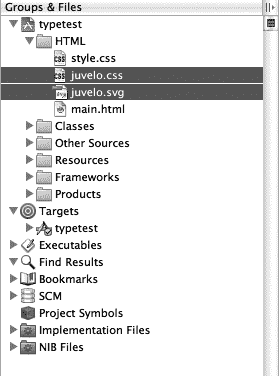 Groups & Files
typetest
HTML
style.css
juvelo.css
juvelo.svg
main.html
Classes
Other Sources
Resources
Frameworks
Products
Targets
typetest
Executables
Find Results
Bookmarks
SCM
Project Symbols
Implementation Files
NIB Files